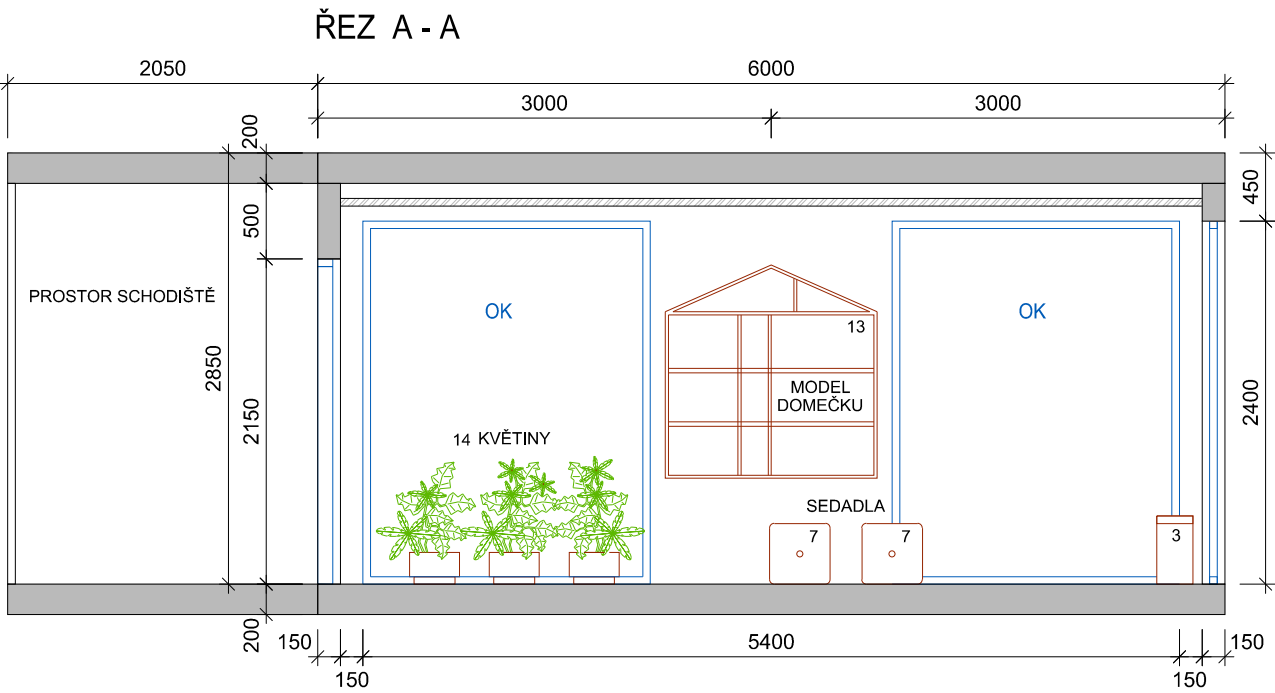 ŘEZ A - A
2050
6000
3000
3000
200
450
500
PROSTOR SCHODIŠTĚ
OK
OK
13
2850
MODEL
DOMEČKU
2400
2150
14 KVĚTINY
SEDADLA
7
7
3
200
150
5400
150
150
150